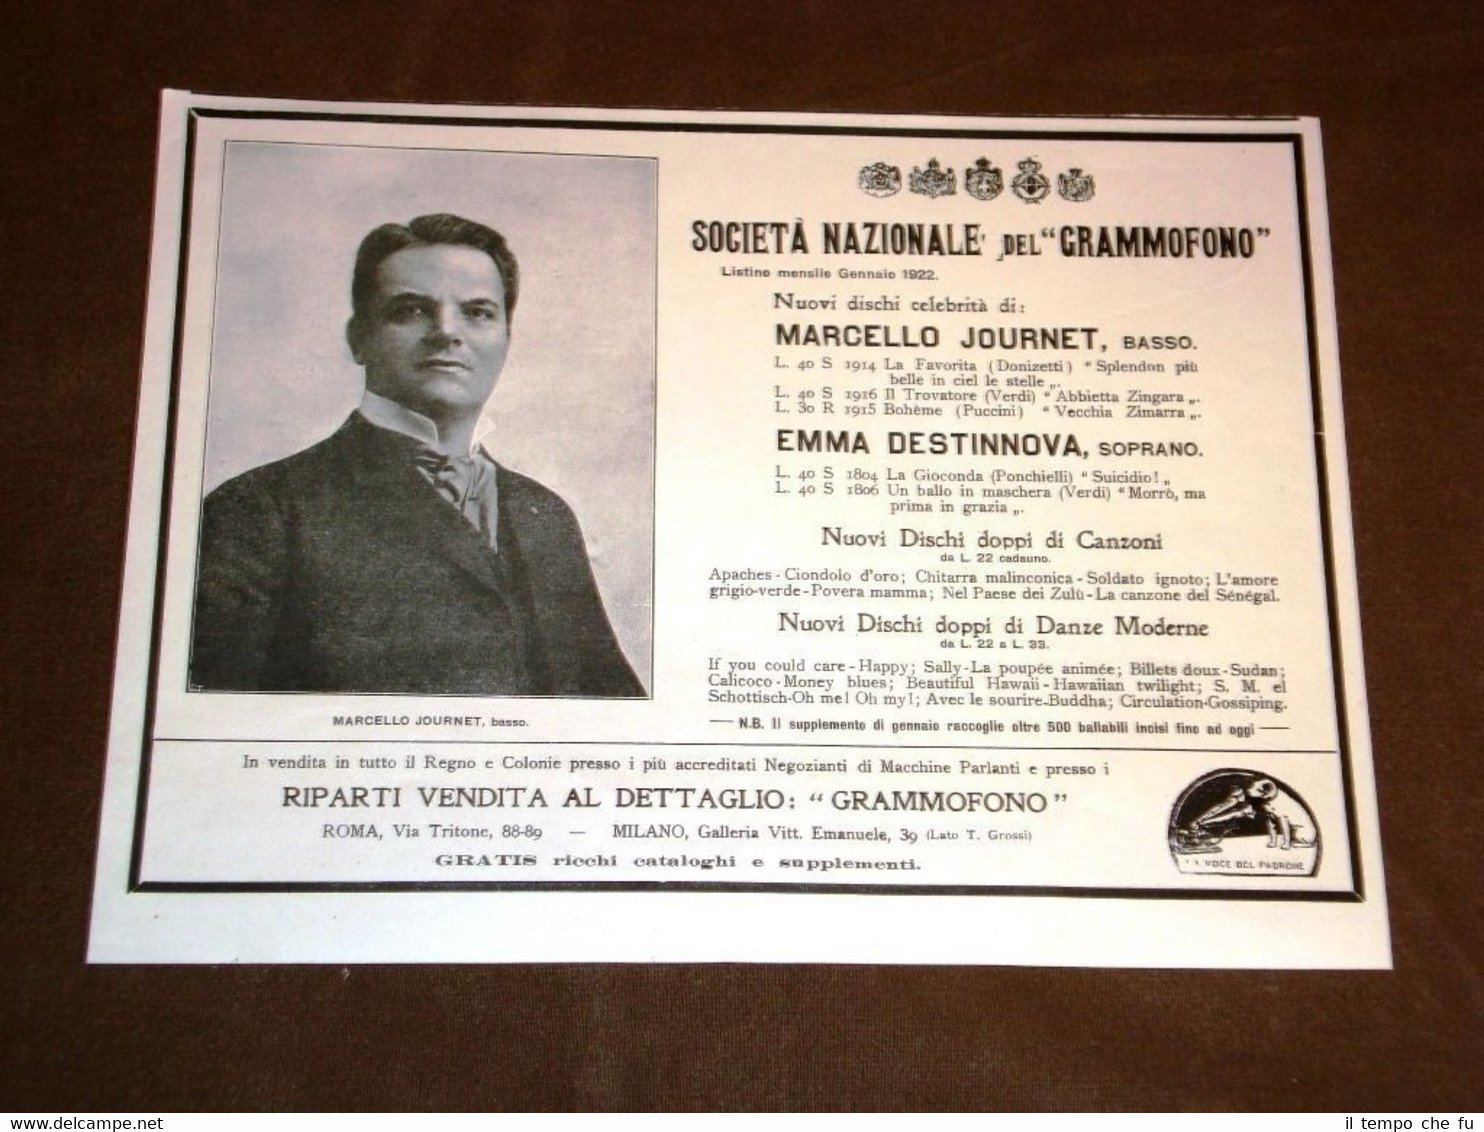 SOCIETÀ NAZIONALE DEL "GRAMMOFONO"
Listino mensile Gennaio 1922.
Nuovi dischi celebrità di:
MARCELLO JOURNET, BASSO.
L. 40 S 1914 La Favorita (Donizetti) "Splendon più
belle in ciel le stelle„.
L. 40 S 1916 Il Trovatore (Verdi) "Abbietta Zingara„.
L. 30 R 1915 Bohème (Puccini) "Vecchia Zimarra„.
EMMA DESTINNOVA, SOPRANO.
L. 40 S 1804 La Gioconda (Ponchielli) "Suicidio!„
L. 40 S 1806 Un ballo in maschera (Verdi) "Morrò, ma
prima in grazia„.
Nuovi Dischi doppi di Canzoni
da L. 22 cadauno.
Apaches - Ciondolo d'oro; Chitarra malinconica - Soldato ignoto; L'amore
grigio-verde - Povera mamma; Nel Paese dei Zulù - La canzone del Sénégal.
Nuovi Dischi doppi di Danze Moderne
da L. 22 a L. 33.
If you could care - Happy; Sally - La poupée animée; Billets doux - Sudan;
Calicoco - Money blues; Beautiful Hawaii - Hawaiian twilight; S. M. el
Schottisch - Oh me! Oh my!; Avec le sourire - Buddha; Circulation - Gossiping.
— N.B. Il supplemento di gennaio raccoglie oltre 500 ballabili incisi fino ad oggi —
MARCELLO JOURNET, basso.
In vendita in tutto il Regno e Colonie presso i più accreditati Negozianti di Macchine Parlanti e presso i
RIPARTI VENDITA AL DETTAGLIO: "GRAMMOFONO"
ROMA, Via Tritone, 88-89 — MILANO, Galleria Vitt. Emanuele, 39 (Lato T. Grossi)
GRATIS ricchi cataloghi e supplementi.
LA VOCE DEL PADRONE
delcampe.net
il tempo che fu